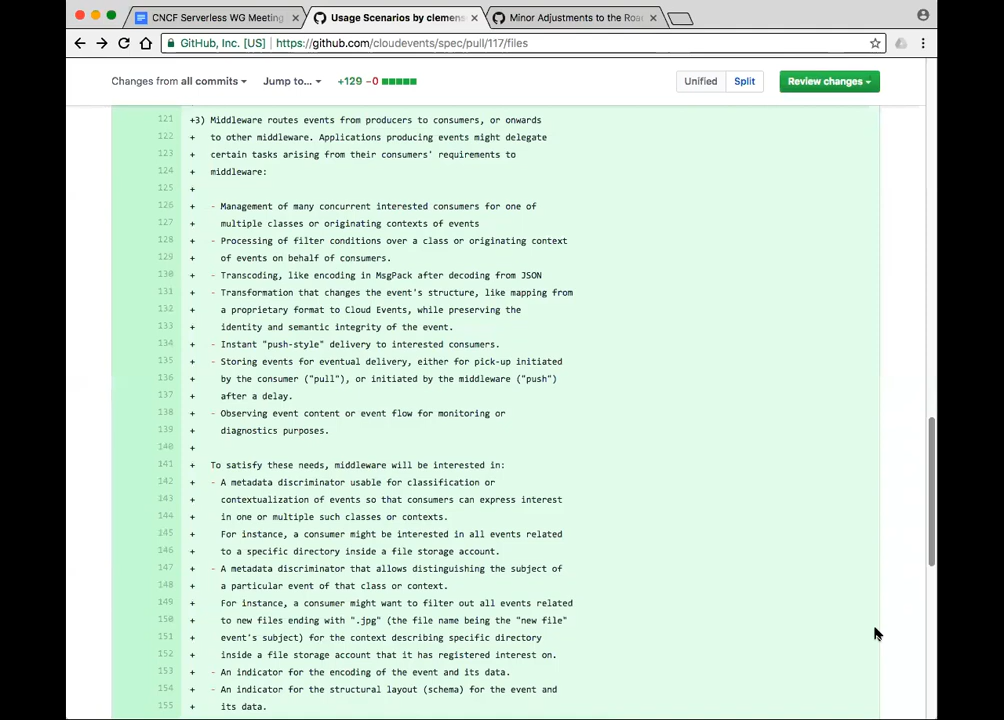 CNCF Serverless WG Meeting
Usage Scenarios by clemens
Minor Adjustments to the Roa
GitHub, Inc. [US]
https://github.com/cloudevents/spec/pull/117/files
Changes from all commits
Jump to...
+129 −0
Unified
Split
Review changes
121 +3) Middleware routes events from producers to consumers, or onwards
122 + to other middleware. Applications producing events might delegate
123 + certain tasks arising from their consumers' requirements to
124 + middleware:
125 +
126 + - Management of many concurrent interested consumers for one of
127 + multiple classes or originating contexts of events
128 + - Processing of filter conditions over a class or originating context
129 + of events on behalf of consumers.
130 + - Transcoding, like encoding in MsgPack after decoding from JSON
131 + - Transformation that changes the event's structure, like mapping from
132 + a proprietary format to Cloud Events, while preserving the
133 + identity and semantic integrity of the event.
134 + - Instant "push-style" delivery to interested consumers.
135 + - Storing events for eventual delivery, either for pick-up initiated
136 + by the consumer ("pull"), or initiated by the middleware ("push")
137 + after a delay.
138 + - Observing event content or event flow for monitoring or
139 + diagnostics purposes.
140 +
141 + To satisfy these needs, middleware will be interested in:
142 + - A metadata discriminator usable for classification or
143 + contextualization of events so that consumers can express interest
144 + in one or multiple such classes or contexts.
145 + For instance, a consumer might be interested in all events related
146 + to a specific directory inside a file storage account.
147 + - A metadata discriminator that allows distinguishing the subject of
148 + a particular event of that class or context.
149 + For instance, a consumer might want to filter out all events related
150 + to new files ending with ".jpg" (the file name being the "new file"
151 + event's subject) for the context describing specific directory
152 + inside a file storage account that it has registered interest on.
153 + - An indicator for the encoding of the event and its data.
154 + - An indicator for the structural layout (schema) for the event and
155 + its data.